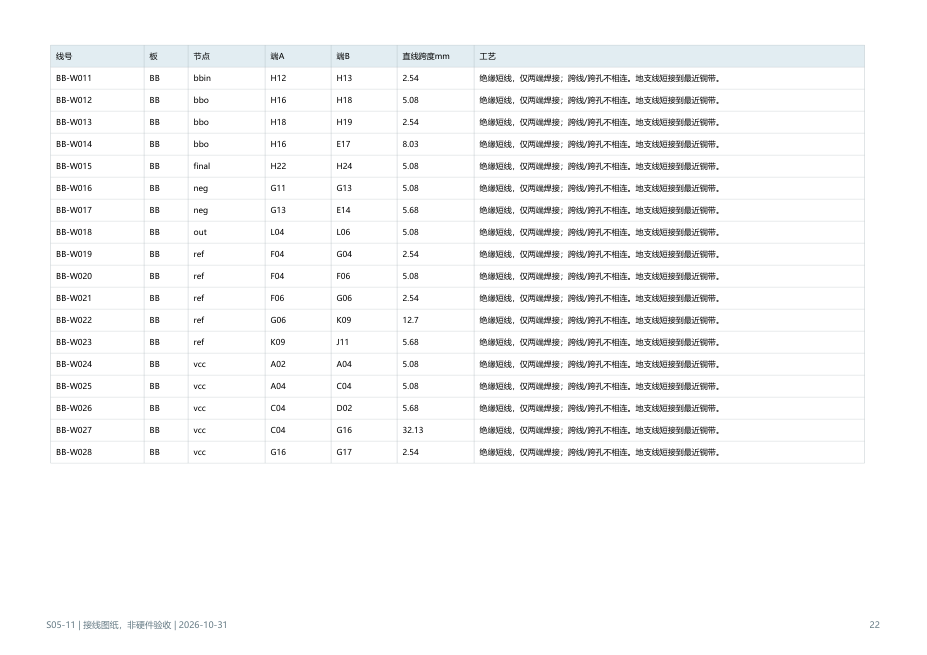 线号 板 节点 端A 端B 直线跨度mm 工艺
BB-W011 BB bbin H12 H13 2.54 绝缘短线，仅两端焊接；跨线/跨孔不相连。地支线短接到最近铜带。
BB-W012 BB bbo H16 H18 5.08 绝缘短线，仅两端焊接；跨线/跨孔不相连。地支线短接到最近铜带。
BB-W013 BB bbo H18 H19 2.54 绝缘短线，仅两端焊接；跨线/跨孔不相连。地支线短接到最近铜带。
BB-W014 BB bbo H16 E17 8.03 绝缘短线，仅两端焊接；跨线/跨孔不相连。地支线短接到最近铜带。
BB-W015 BB final H22 H24 5.08 绝缘短线，仅两端焊接；跨线/跨孔不相连。地支线短接到最近铜带。
BB-W016 BB neg G11 G13 5.08 绝缘短线，仅两端焊接；跨线/跨孔不相连。地支线短接到最近铜带。
BB-W017 BB neg G13 E14 5.68 绝缘短线，仅两端焊接；跨线/跨孔不相连。地支线短接到最近铜带。
BB-W018 BB out L04 L06 5.08 绝缘短线，仅两端焊接；跨线/跨孔不相连。地支线短接到最近铜带。
BB-W019 BB ref F04 G04 2.54 绝缘短线，仅两端焊接；跨线/跨孔不相连。地支线短接到最近铜带。
BB-W020 BB ref F04 F06 5.08 绝缘短线，仅两端焊接；跨线/跨孔不相连。地支线短接到最近铜带。
BB-W021 BB ref F06 G06 2.54 绝缘短线，仅两端焊接；跨线/跨孔不相连。地支线短接到最近铜带。
BB-W022 BB ref G06 K09 12.7 绝缘短线，仅两端焊接；跨线/跨孔不相连。地支线短接到最近铜带。
BB-W023 BB ref K09 J11 5.68 绝缘短线，仅两端焊接；跨线/跨孔不相连。地支线短接到最近铜带。
BB-W024 BB vcc A02 A04 5.08 绝缘短线，仅两端焊接；跨线/跨孔不相连。地支线短接到最近铜带。
BB-W025 BB vcc A04 C04 5.08 绝缘短线，仅两端焊接；跨线/跨孔不相连。地支线短接到最近铜带。
BB-W026 BB vcc C04 D02 5.68 绝缘短线，仅两端焊接；跨线/跨孔不相连。地支线短接到最近铜带。
BB-W027 BB vcc C04 G16 32.13 绝缘短线，仅两端焊接；跨线/跨孔不相连。地支线短接到最近铜带。
BB-W028 BB vcc G16 G17 2.54 绝缘短线，仅两端焊接；跨线/跨孔不相连。地支线短接到最近铜带。
S05-11 | 接线图纸，非硬件验收 | 2026-10-31 22